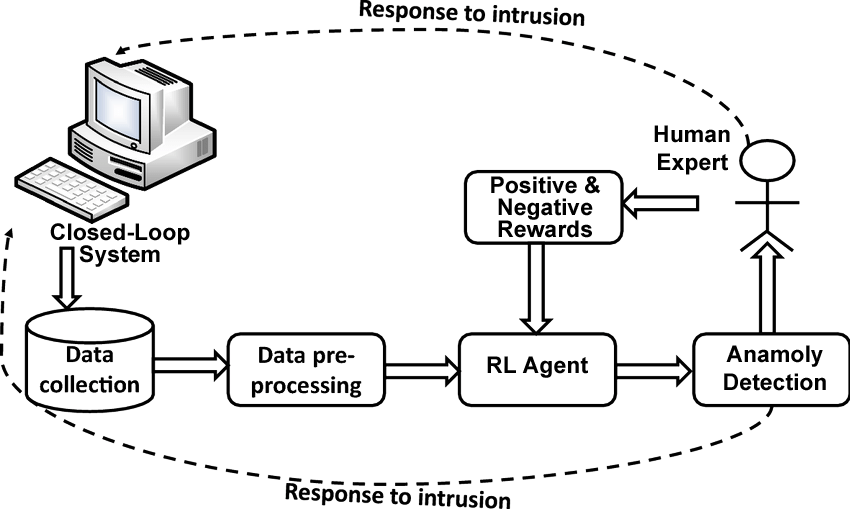 Response to intrusion
Human
Expert
Positive &
Negative
Rewards
Closed-Loop
System
Data
collection
Data pre-
processing
RL Agent
Anamoly
Detection
Response to intrusion